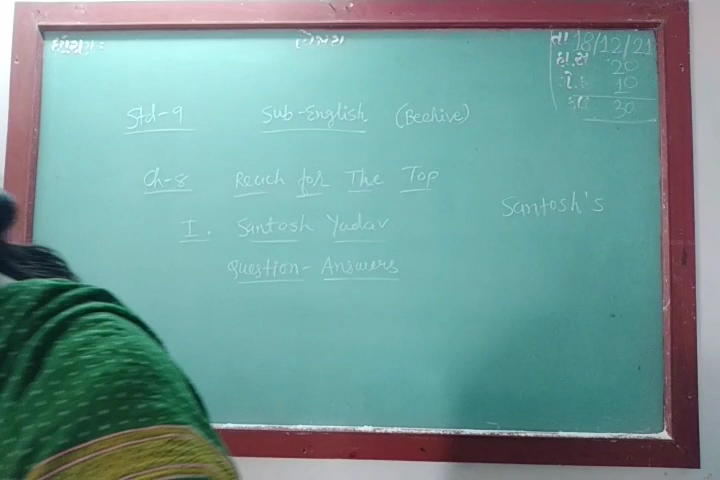 તા 18/12/21
હા.સ 20
ગે.હ 10
કુલ 30
Std-9 Sub-English (Beehive)
Ch-8 Reach for The Top
Santosh's
I. Santosh Yadav
Question-Answers